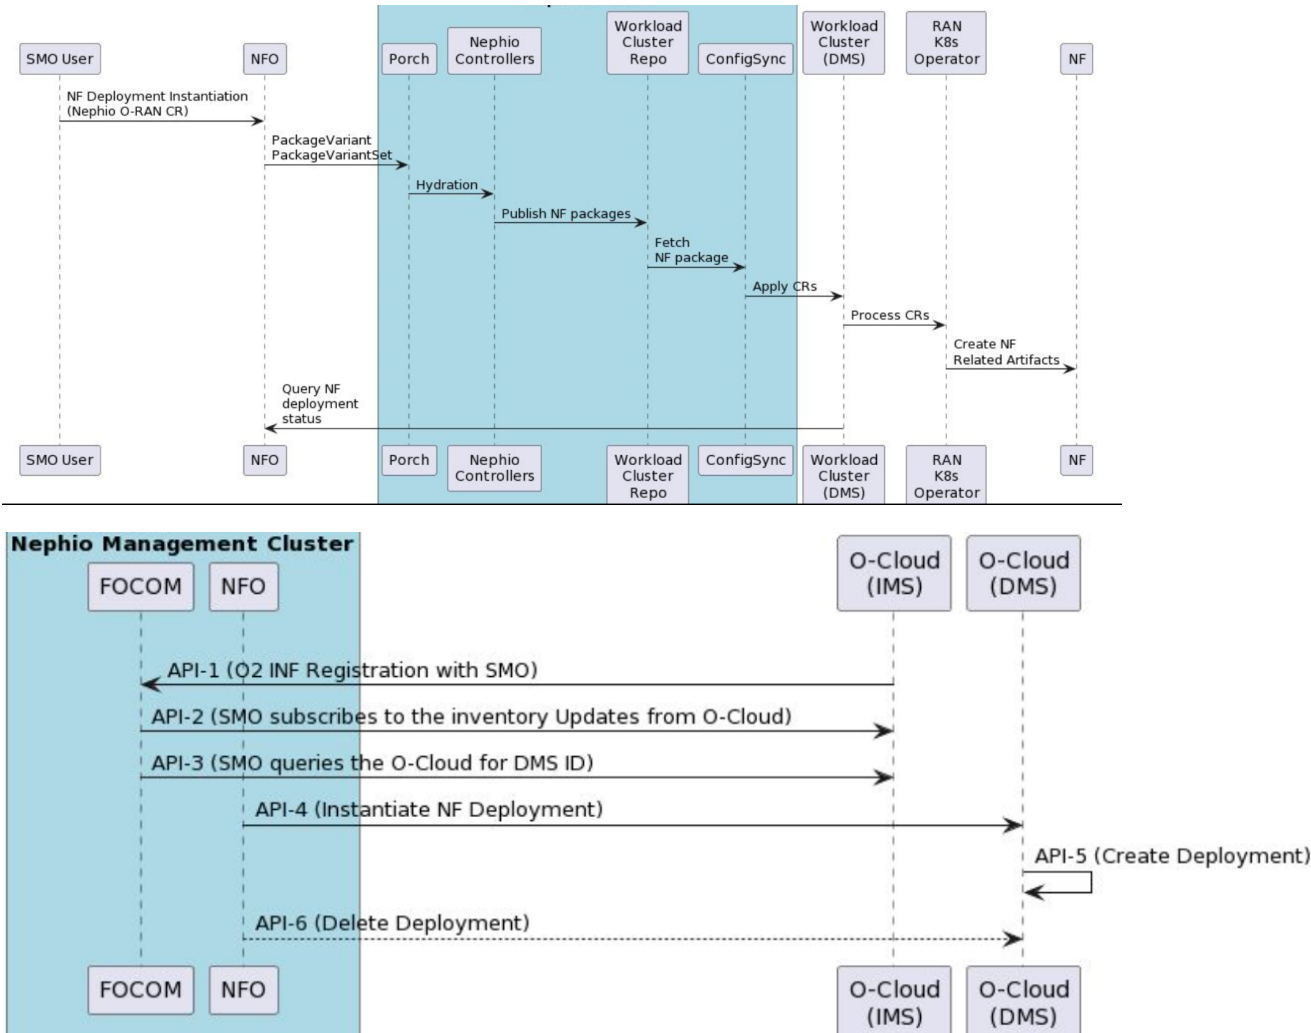 SMO User
NFO
Porch
Nephio
Controllers
Workload
Cluster
Repo
ConfigSync
Workload
Cluster
(DMS)
RAN
K8s
Operator
NF
NF Deployment Instantiation
(Nephio O-RAN CR)
PackageVariant
PackageVariantSet
Hydration
Publish NF packages
Fetch
NF package
Apply CRs
Process CRs
Create NF
Related Artifacts
Query NF
deployment
status
SMO User
NFO
Porch
Nephio
Controllers
Workload
Cluster
Repo
ConfigSync
Workload
Cluster
(DMS)
RAN
K8s
Operator
NF
Nephio Management Cluster
FOCOM
NFO
O-Cloud
(IMS)
O-Cloud
(DMS)
API-1 (O2 INF Registration with SMO)
API-2 (SMO subscribes to the inventory Updates from O-Cloud)
API-3 (SMO queries the O-Cloud for DMS ID)
API-4 (Instantiate NF Deployment)
API-5 (Create Deployment)
API-6 (Delete Deployment)
FOCOM
NFO
O-Cloud
(IMS)
O-Cloud
(DMS)